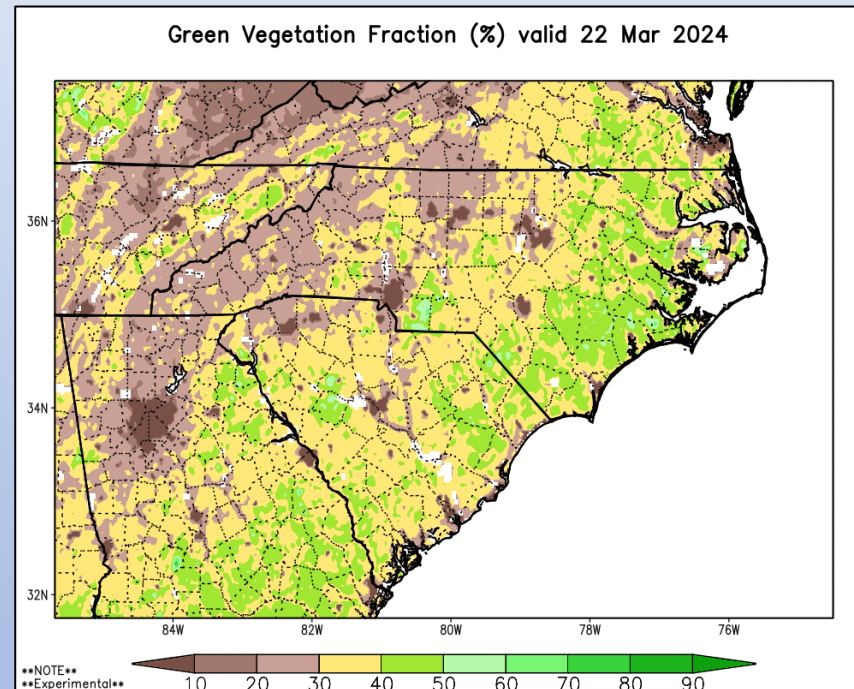 Green Vegetation Fraction (%) valid 22 Mar 2024
36N
34N
32N
84W 82W 80W 78W 76W
**NOTE**
**Experimental**
10 20 30 40 50 60 70 80 90